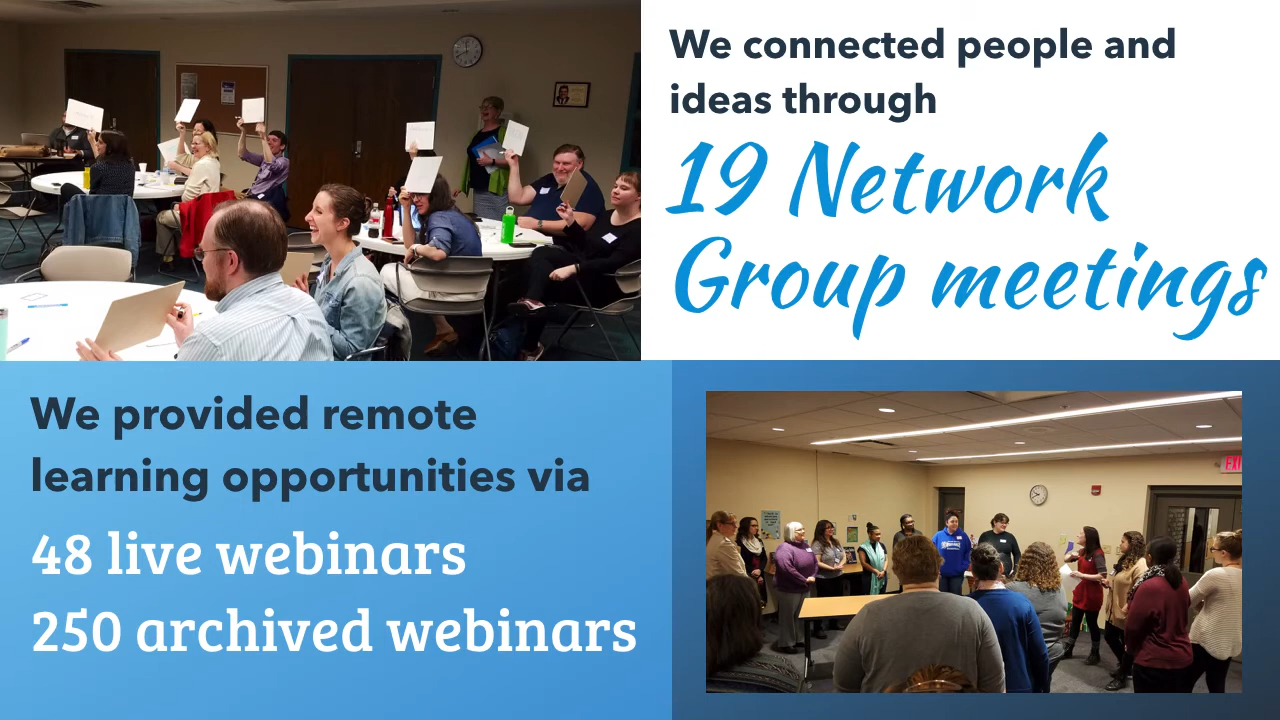 We connected people and
ideas through
19 Network
Group meetings
We provided remote
learning opportunities via
48 live webinars
250 archived webinars
EXI